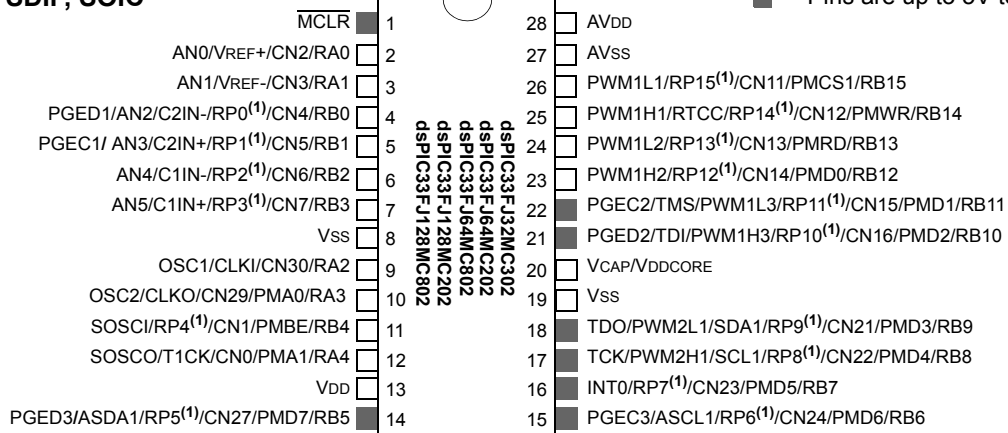 SDIP, SOIC
Pins are up to 5V to
MCLR 1 28 AVDD
AN0/VREF+/CN2/RA0 2 27 AVSS
AN1/VREF-/CN3/RA1 3 26 PWM1L1/RP15(1)/CN11/PMCS1/RB15
PGED1/AN2/C2IN-/RP0(1)/CN4/RB0 4 25 PWM1H1/RTCC/RP14(1)/CN12/PMWR/RB14
PGEC1/ AN3/C2IN+/RP1(1)/CN5/RB1 5 24 PWM1L2/RP13(1)/CN13/PMRD/RB13
AN4/C1IN-/RP2(1)/CN6/RB2 6 23 PWM1H2/RP12(1)/CN14/PMD0/RB12
AN5/C1IN+/RP3(1)/CN7/RB3 7 22 PGEC2/TMS/PWM1L3/RP11(1)/CN15/PMD1/RB11
VSS 8 21 PGED2/TDI/PWM1H3/RP10(1)/CN16/PMD2/RB10
OSC1/CLKI/CN30/RA2 9 20 VCAP/VDDCORE
OSC2/CLKO/CN29/PMA0/RA3 10 19 VSS
SOSCI/RP4(1)/CN1/PMBE/RB4 11 18 TDO/PWM2L1/SDA1/RP9(1)/CN21/PMD3/RB9
SOSCO/T1CK/CN0/PMA1/RA4 12 17 TCK/PWM2H1/SCL1/RP8(1)/CN22/PMD4/RB8
VDD 13 16 INT0/RP7(1)/CN23/PMD5/RB7
PGED3/ASDA1/RP5(1)/CN27/PMD7/RB5 14 15 PGEC3/ASCL1/RP6(1)/CN24/PMD6/RB6
dsPIC33FJ32MC302
dsPIC33FJ64MC202
dsPIC33FJ64MC802
dsPIC33FJ128MC202
dsPIC33FJ128MC802